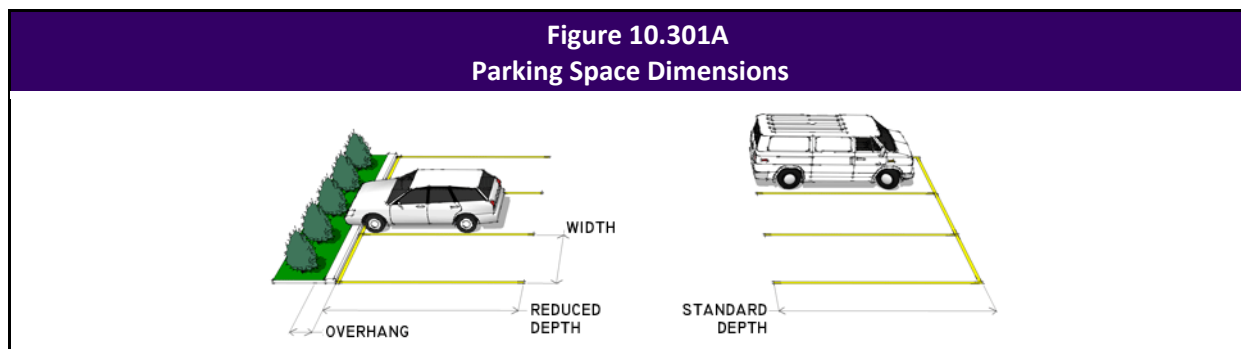 Figure 10.301A
Parking Space Dimensions
WIDTH
REDUCED
DEPTH
OVERHANG
STANDARD
DEPTH